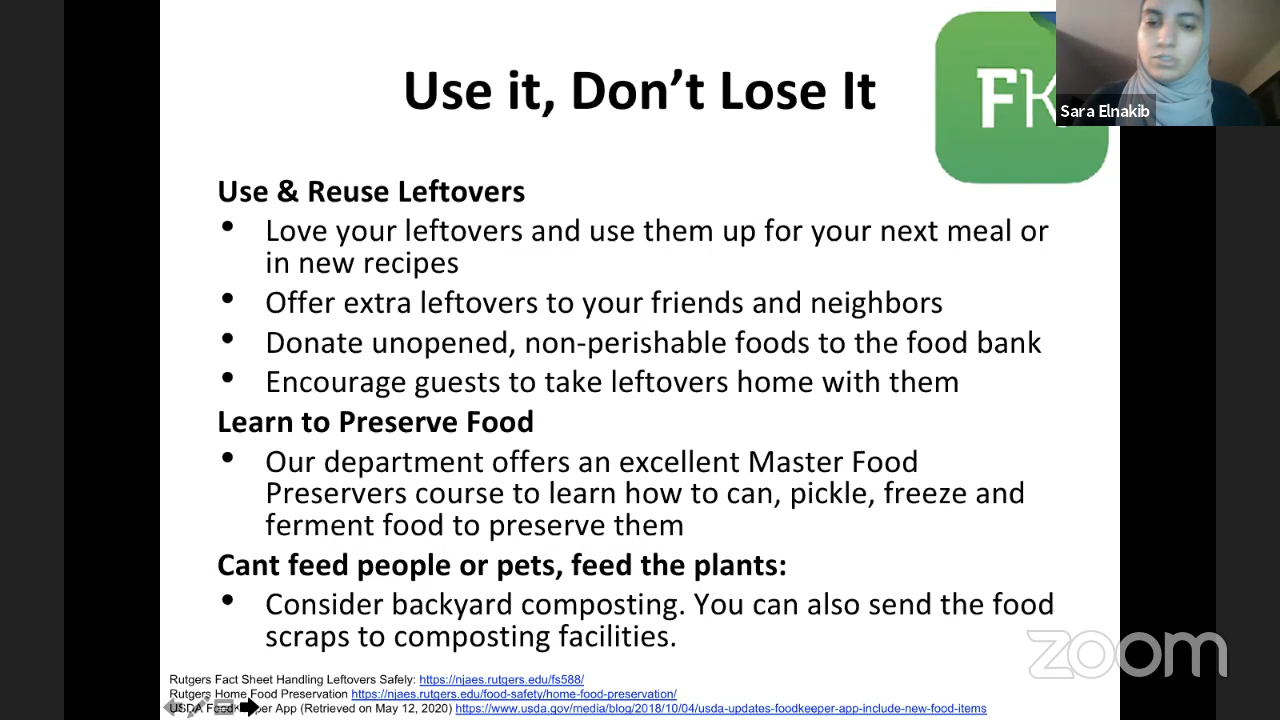 Use it, Don’t Lose It
FK
Sara Elnakib
Use & Reuse Leftovers
• Love your leftovers and use them up for your next meal or
in new recipes
• Offer extra leftovers to your friends and neighbors
• Donate unopened, non-perishable foods to the food bank
• Encourage guests to take leftovers home with them
Learn to Preserve Food
• Our department offers an excellent Master Food
Preservers course to learn how to can, pickle, freeze and
ferment food to preserve them
Cant feed people or pets, feed the plants:
• Consider backyard composting. You can also send the food
scraps to composting facilities.
zoom
Rutgers Fact Sheet Handling Leftovers Safely: https://njaes.rutgers.edu/fs588/
Rutgers Home Food Preservation https://njaes.rutgers.edu/food-safety/home-food-preservation/
USDA FoodKeeper App (Retrieved on May 12, 2020) https://www.usda.gov/media/blog/2018/10/04/usda-updates-foodkeeper-app-include-new-food-items